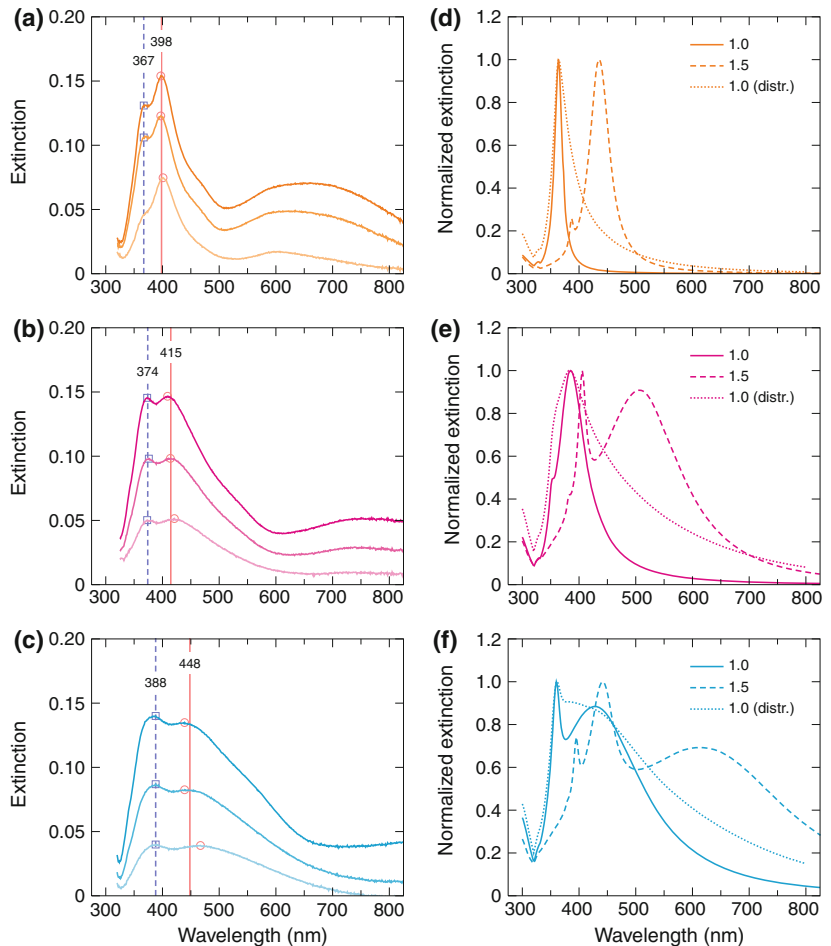 (a)
398
367
0.20
0.15
0.10
0.05
0
Extinction
300 400 500 600 700 800
(d)
1.0
1.5
1.0 (distr.)
1.2
1.0
0.8
0.6
0.4
0.2
0
Normalized extinction
300 400 500 600 700 800
(b)
415
374
0.20
0.15
0.10
0.05
0
Extinction
300 400 500 600 700 800
(e)
1.0
1.5
1.0 (distr.)
1.2
1.0
0.8
0.6
0.4
0.2
0
Normalized extinction
300 400 500 600 700 800
(c)
448
388
0.20
0.15
0.10
0.05
0
Extinction
300 400 500 600 700 800
Wavelength (nm)
(f)
1.0
1.5
1.0 (distr.)
1.2
1.0
0.8
0.6
0.4
0.2
0
Normalized extinction
300 400 500 600 700 800
Wavelength (nm)